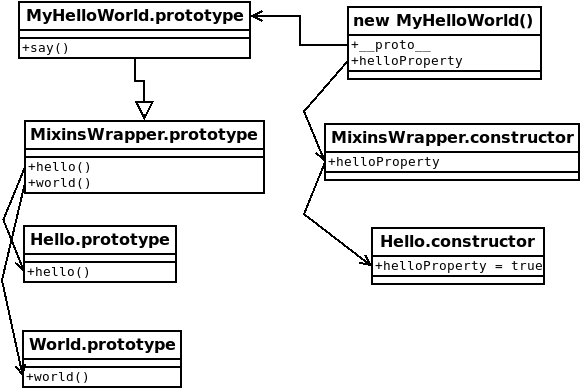 MyHelloWorld.prototype
+say()
new MyHelloWorld()
+__proto__
+helloProperty
MixinsWrapper.prototype
+hello()
+world()
MixinsWrapper.constructor
+helloProperty
Hello.prototype
+hello()
Hello.constructor
+helloProperty = true
World.prototype
+world()